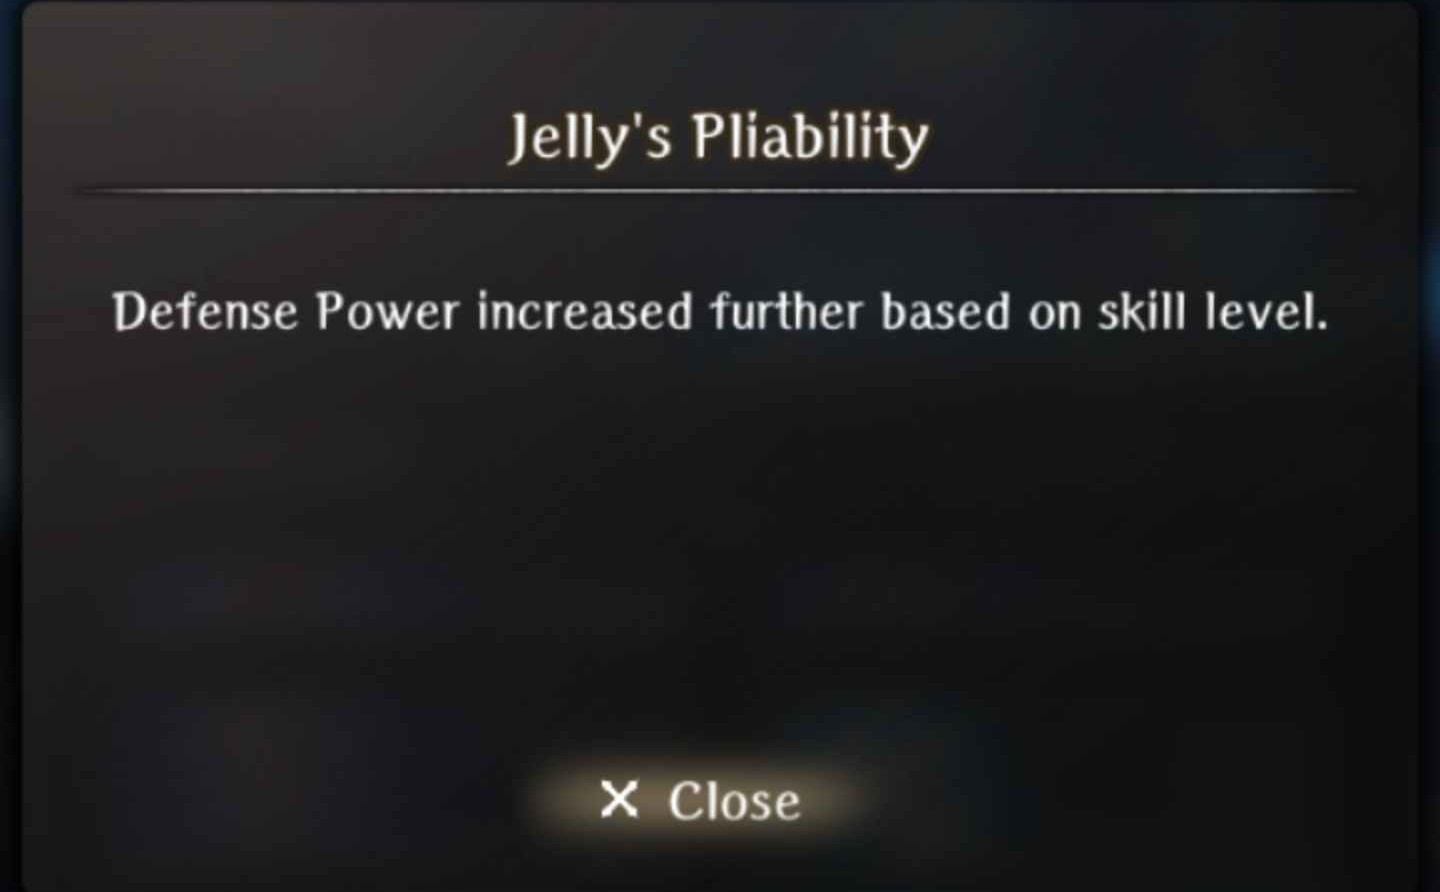 Jelly's Pliability
Defense Power increased further based on skill level.
✕ Close